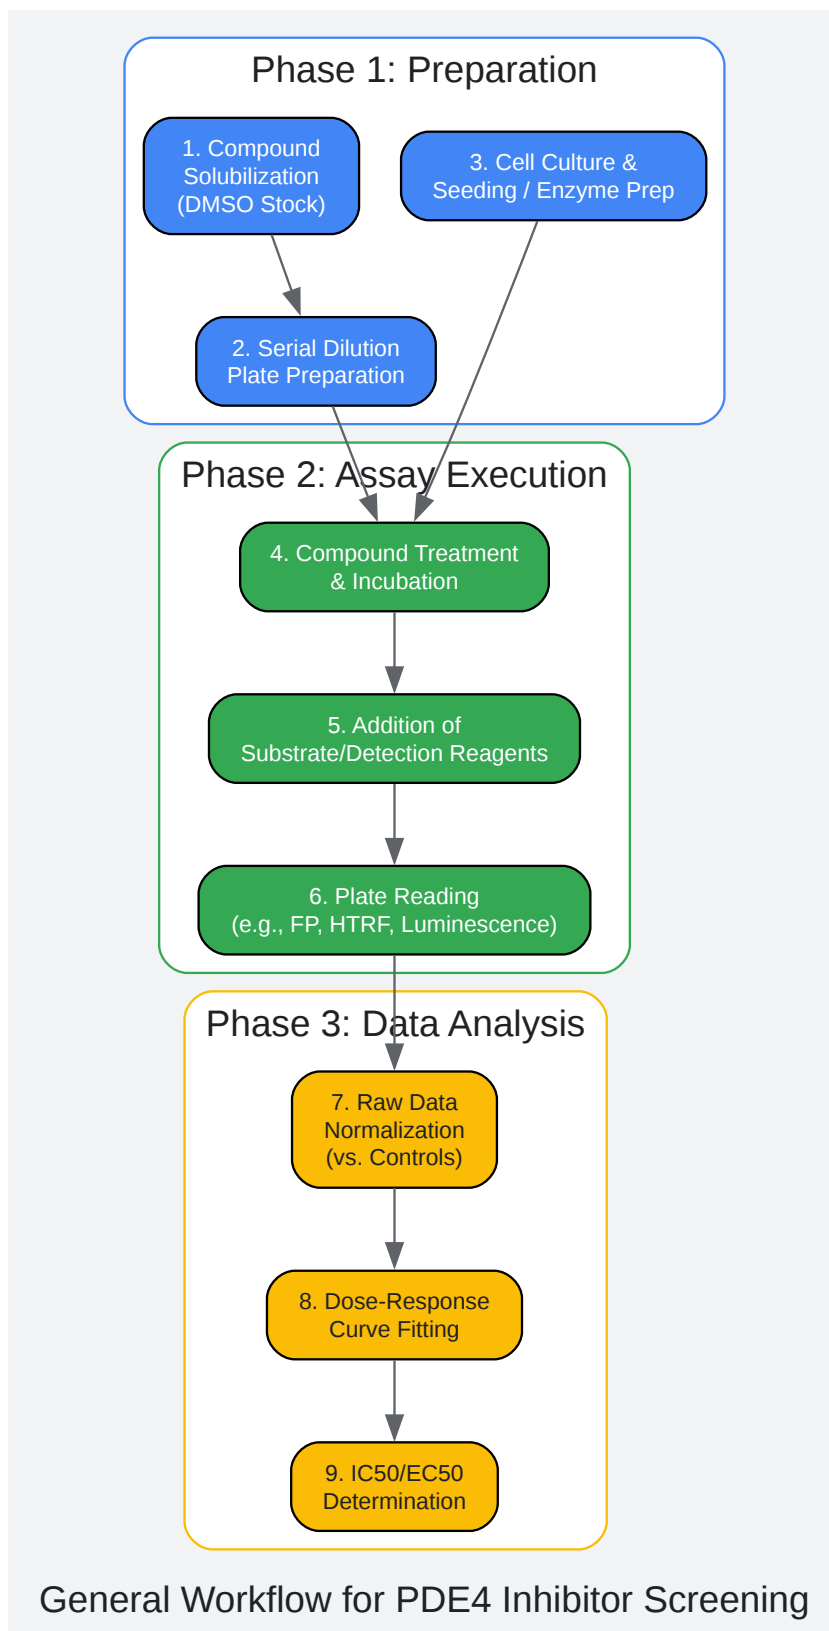 Phase 1: Preparation
1. Compound
Solubilization
(DMSO Stock)
3. Cell Culture &
Seeding / Enzyme Prep
2. Serial Dilution
Plate Preparation
Phase 2: Assay Execution
4. Compound Treatment
& Incubation
5. Addition of
Substrate/Detection Reagents
6. Plate Reading
(e.g., FP, HTRF, Luminescence)
Phase 3: Data Analysis
7. Raw Data
Normalization
(vs. Controls)
8. Dose-Response
Curve Fitting
9. IC50/EC50
Determination
General Workflow for PDE4 Inhibitor Screening